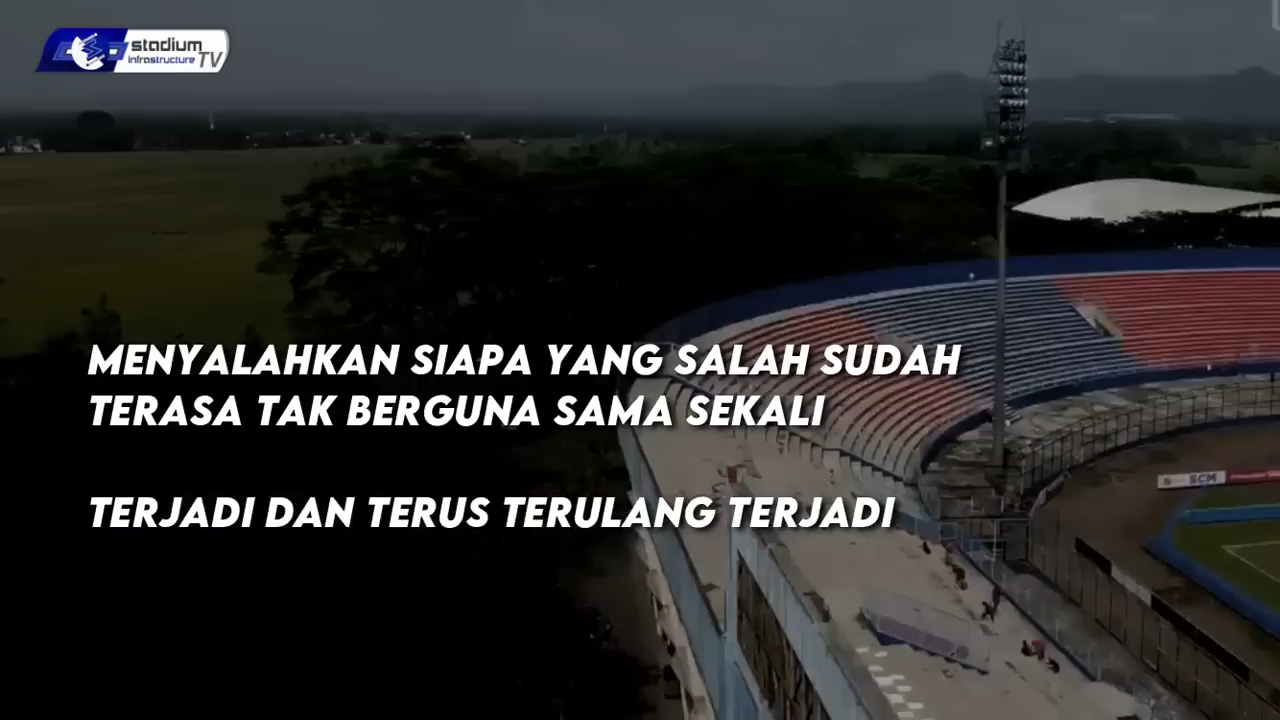 stadium
infrastructure TV
MENYALAHKAN SIAPA YANG SALAH SUDAH
TERASA TAK BERGUNA SAMA SEKALI
TERJADI DAN TERUS TERULANG TERJADI
SCM